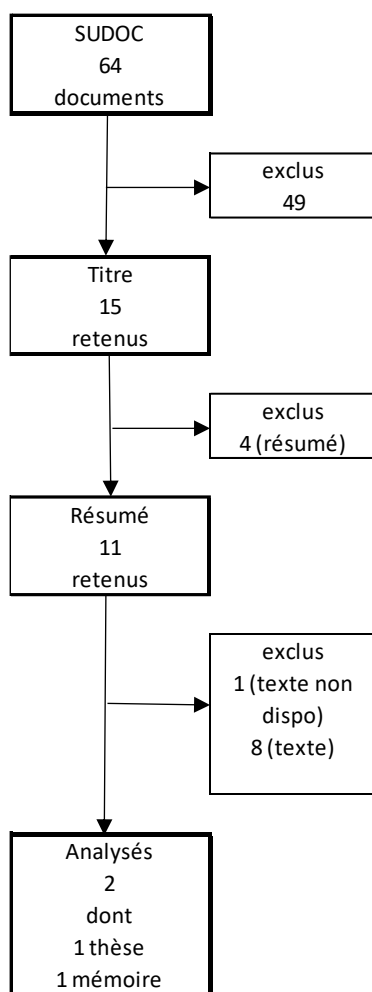 SUDOC
64
documents
exclus
49
Titre
15
retenus
exclus
4 (résumé)
Résumé
11
retenus
exclus
1 (texte non
dispo)
8 (texte)
Analysés
2
dont
1 thèse
1 mémoire